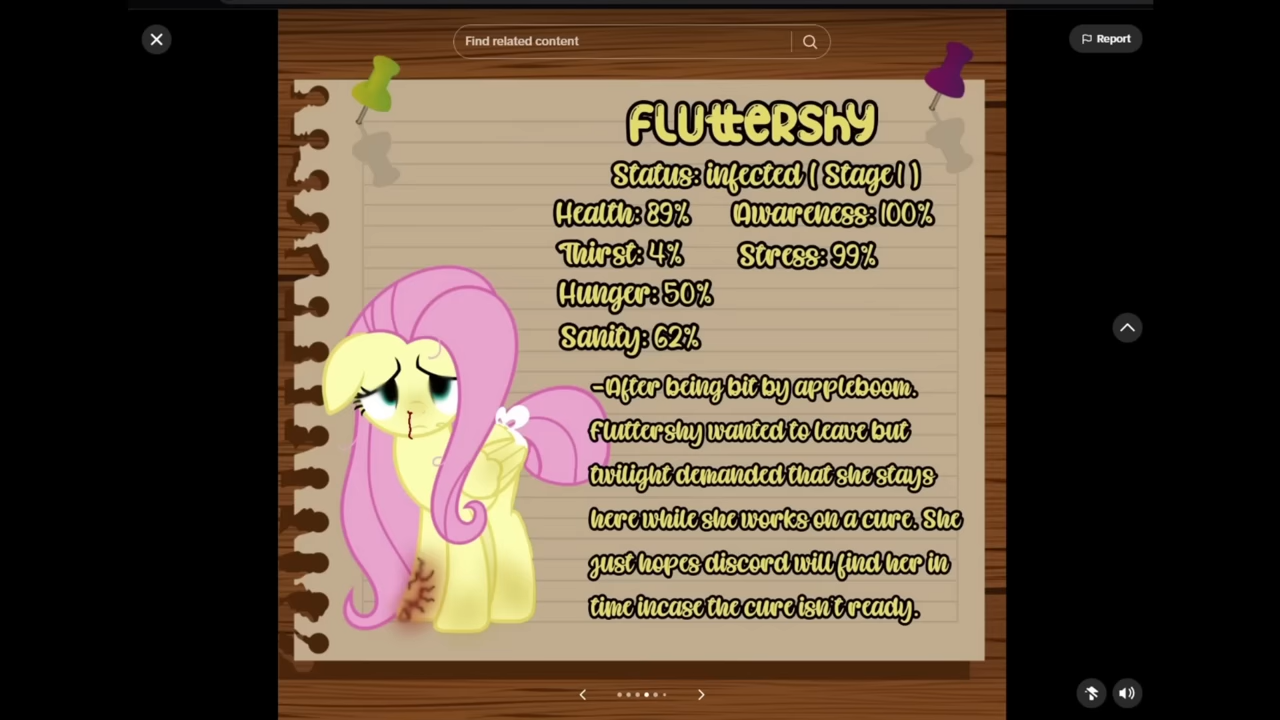 Find related content
Report
Fluttershy
Status: infected ( Stage 1 )
Health: 89% Awareness: 100%
Thirst: 4% Stress: 99%
Hunger: 50%
Sanity: 62%
-After being bit by appleboom.
Fluttershy wanted to leave but
twilight demanded that she stays
here while she works on a cure. She
just hopes discord will find her in
time incase the cure isn't ready.